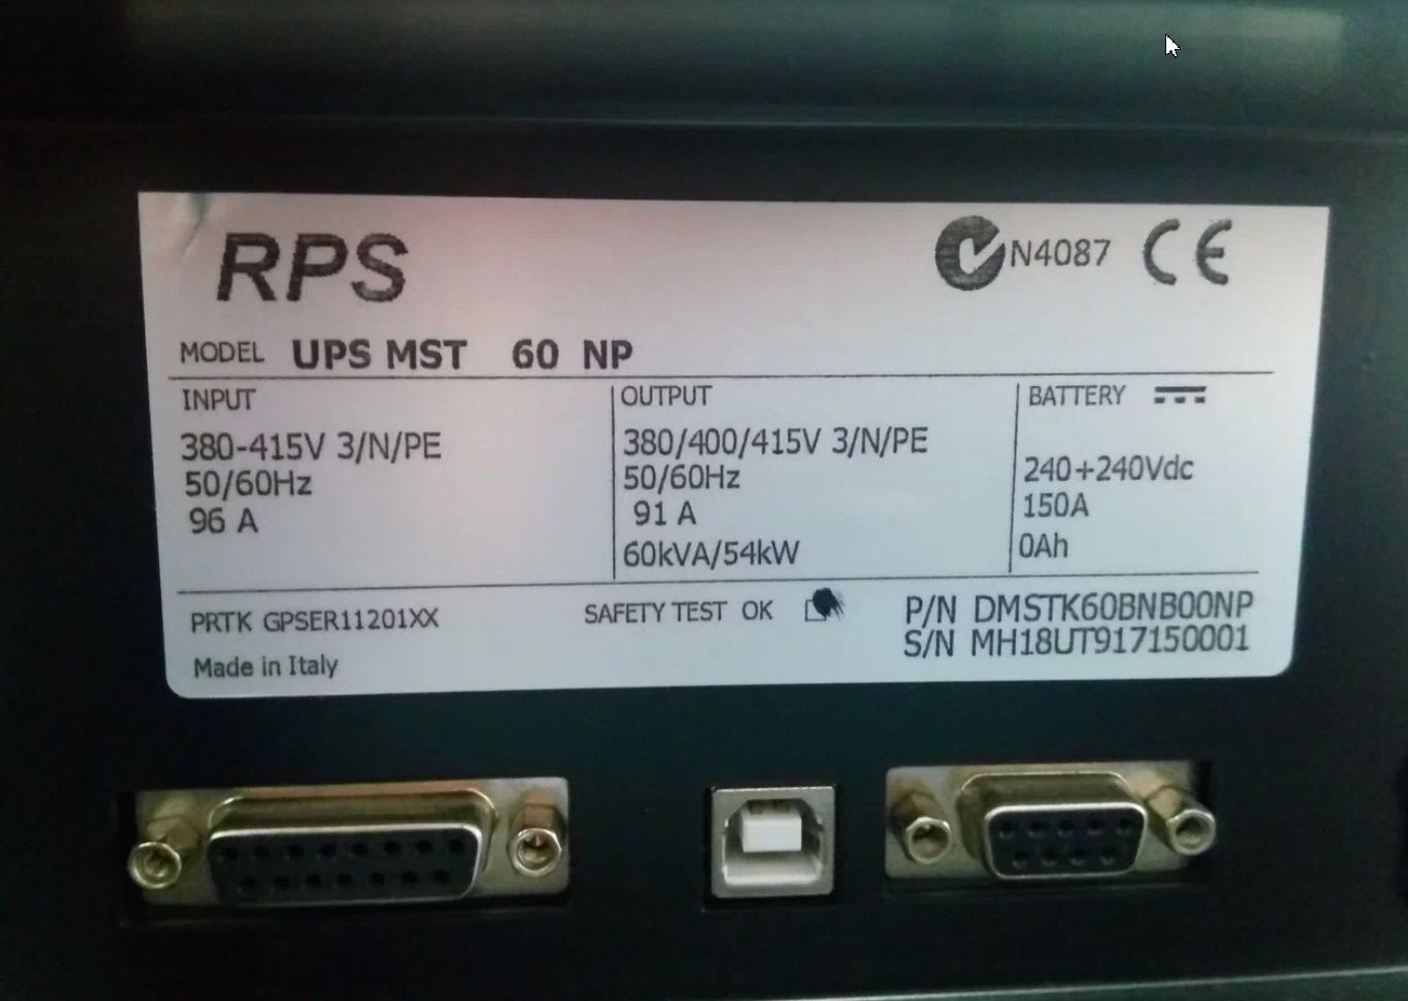 RPS
N4087 CE
MODEL UPS MST 60 NP
INPUT
380-415V 3/N/PE
50/60Hz
96 A
OUTPUT
380/400/415V 3/N/PE
50/60Hz
91 A
60kVA/54kW
BATTERY
240+240Vdc
150A
0Ah
PRTK GPSER11201XX
Made in Italy
SAFETY TEST OK
P/N DMSTK60BNB00NP
S/N MH18UT917150001